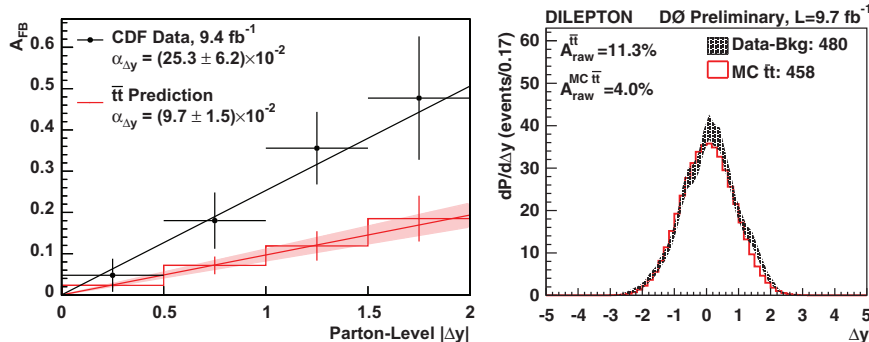 A_FB
0.6
0.5
0.4
0.3
0.2
0.1
0
CDF Data, 9.4 fb⁻¹
α_Δy = (25.3 ± 6.2)×10⁻²
tt̄ Prediction
α_Δy = (9.7 ± 1.5)×10⁻²
0 0.5 1 1.5 2
Parton-Level |Δy|
DILEPTON DØ Preliminary, L=9.7 fb⁻¹
dP/dΔy (events/0.17)
60
50
40
30
20
10
0
A_raw^tt̄ =11.3%
A_raw^MC tt̄ =4.0%
Data-Bkg: 480
MC tt̄: 458
-5 -4 -3 -2 -1 0 1 2 3 4 5
Δy